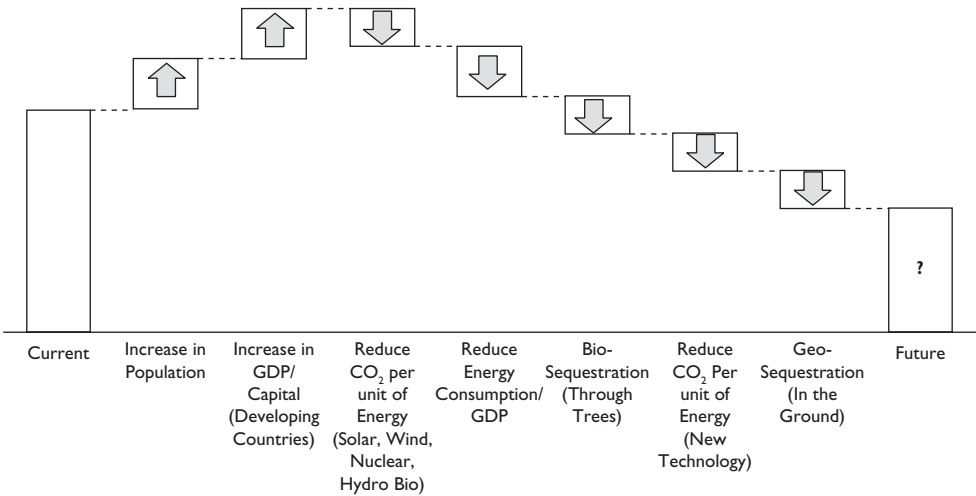 ?
Current
Increase in
Population
Increase in
GDP/
Capital
(Developing
Countries)
Reduce
CO₂ per
unit of
Energy
(Solar, Wind,
Nuclear,
Hydro Bio)
Reduce
Energy
Consumption/
GDP
Bio-
Sequestration
(Through
Trees)
Reduce
CO₂ Per
unit of
Energy
(New
Technology)
Geo-
Sequestration
(In the
Ground)
Future